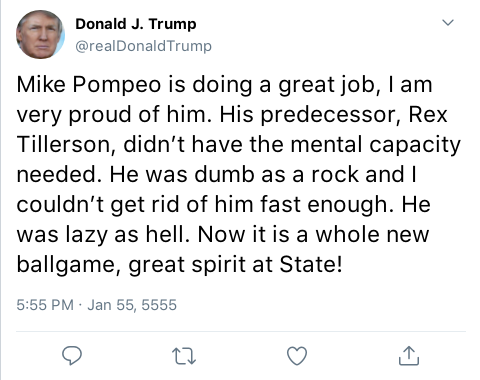 Donald J. Trump
@realDonaldTrump
Mike Pompeo is doing a great job, I am
very proud of him. His predecessor, Rex
Tillerson, didn’t have the mental capacity
needed. He was dumb as a rock and I
couldn’t get rid of him fast enough. He
was lazy as hell. Now it is a whole new
ballgame, great spirit at State!
5:55 PM · Jan 55, 5555